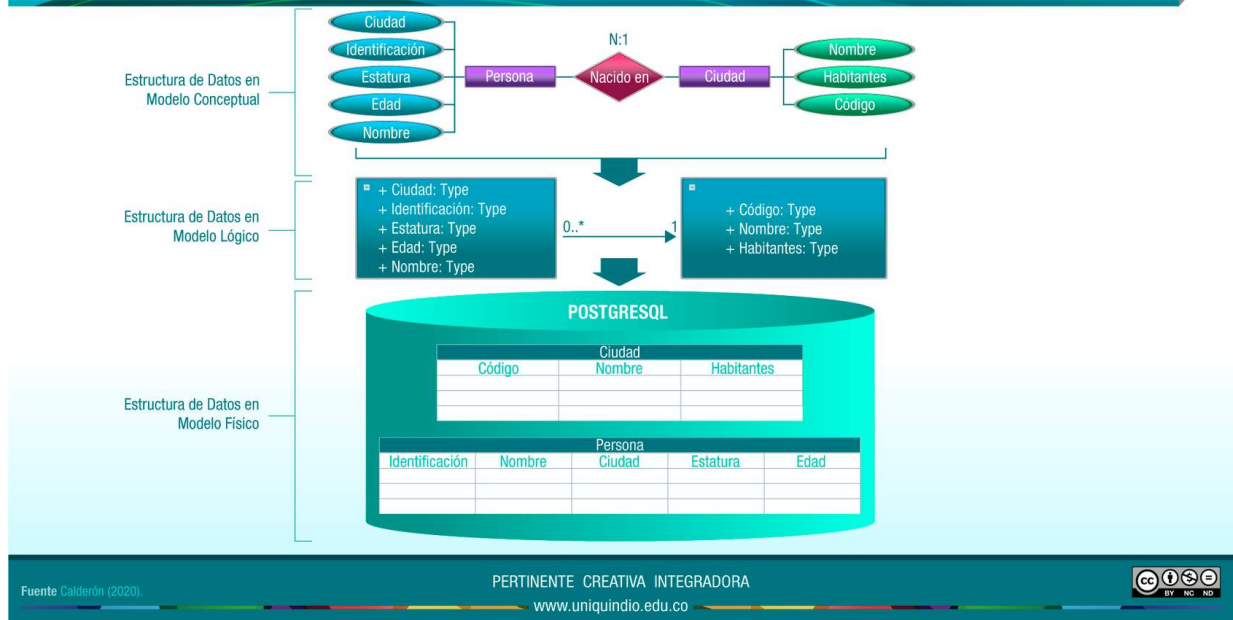 Estructura de Datos en
Modelo Conceptual
Ciudad
Identificación
Estatura
Edad
Nombre
Persona
N:1
Nacido en
Ciudad
Nombre
Habitantes
Código
Estructura de Datos en
Modelo Lógico
+ Ciudad: Type
+ Identificación: Type
+ Estatura: Type
+ Edad: Type
+ Nombre: Type
0..*
1
+ Código: Type
+ Nombre: Type
+ Habitantes: Type
Estructura de Datos en
Modelo Físico
POSTGRESQL
Ciudad
Código Nombre Habitantes
Persona
Identificación Nombre Ciudad Estatura Edad
Fuente Calderón (2020).
PERTINENTE CREATIVA INTEGRADORA
www.uniquindio.edu.co
cc
BY NC ND